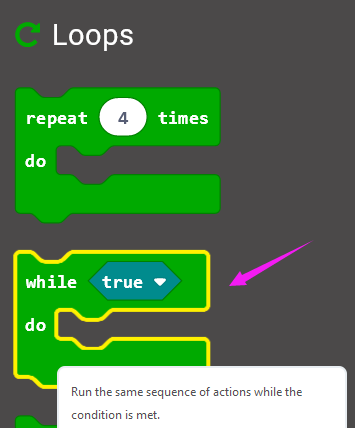 Loops
repeat 4 times
do
while true
do
Run the same sequence of actions while the
condition is met.